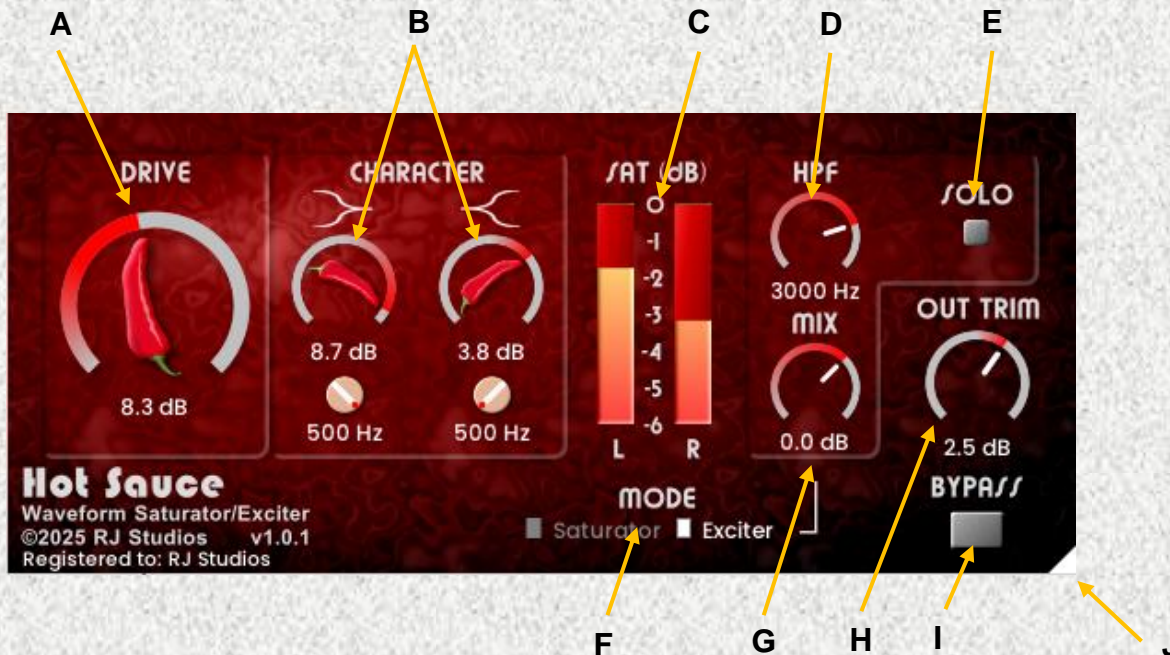 A B C D E
DRIVE CHARACTER SAT (dB) HPF SOLO
0
-1
-2
-3
-4
-5
-6
L R
8.3 dB
8.7 dB 3.8 dB
500 Hz 500 Hz
3000 Hz
MIX
0.0 dB
OUT TRIM
2.5 dB
BYPASS
MODE
Saturator Exciter
Hot Sauce
Waveform Saturator/Exciter
©2025 RJ Studios v1.0.1
Registered to: RJ Studios
F G H I